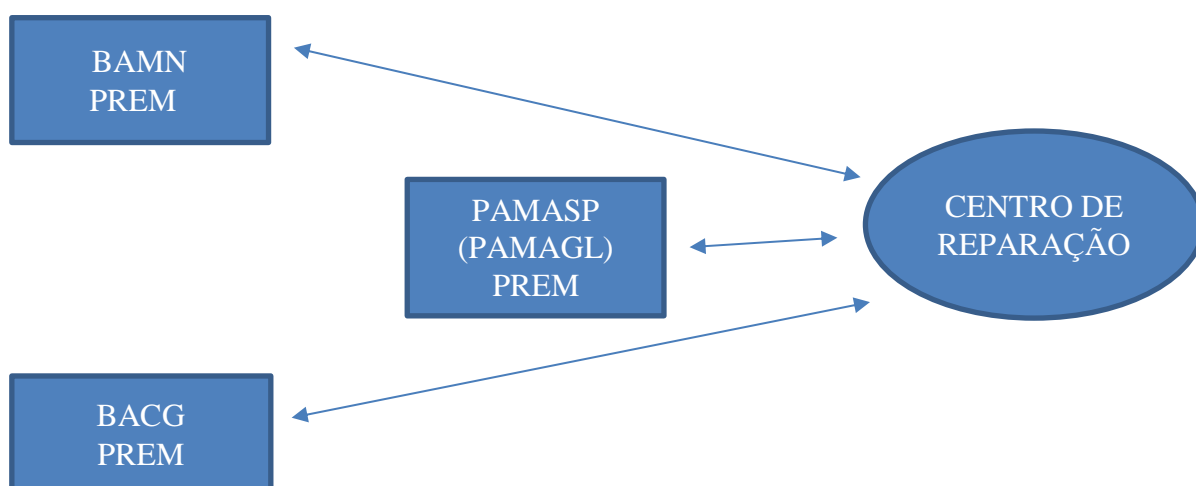 BAMN
PREM
PAMASP
(PAMAGL)
PREM
CENTRO DE
REPARAÇÃO
BACG
PREM